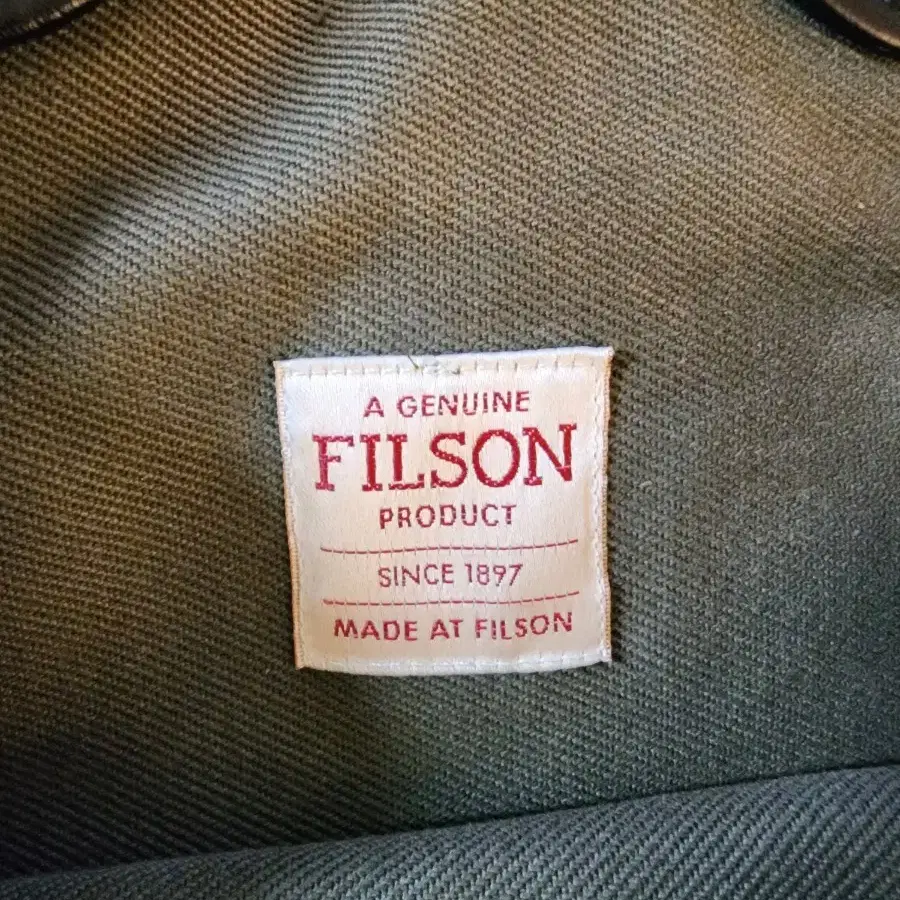 A GENUINE
FILSON
PRODUCT
SINCE 1897
MADE AT FILSON